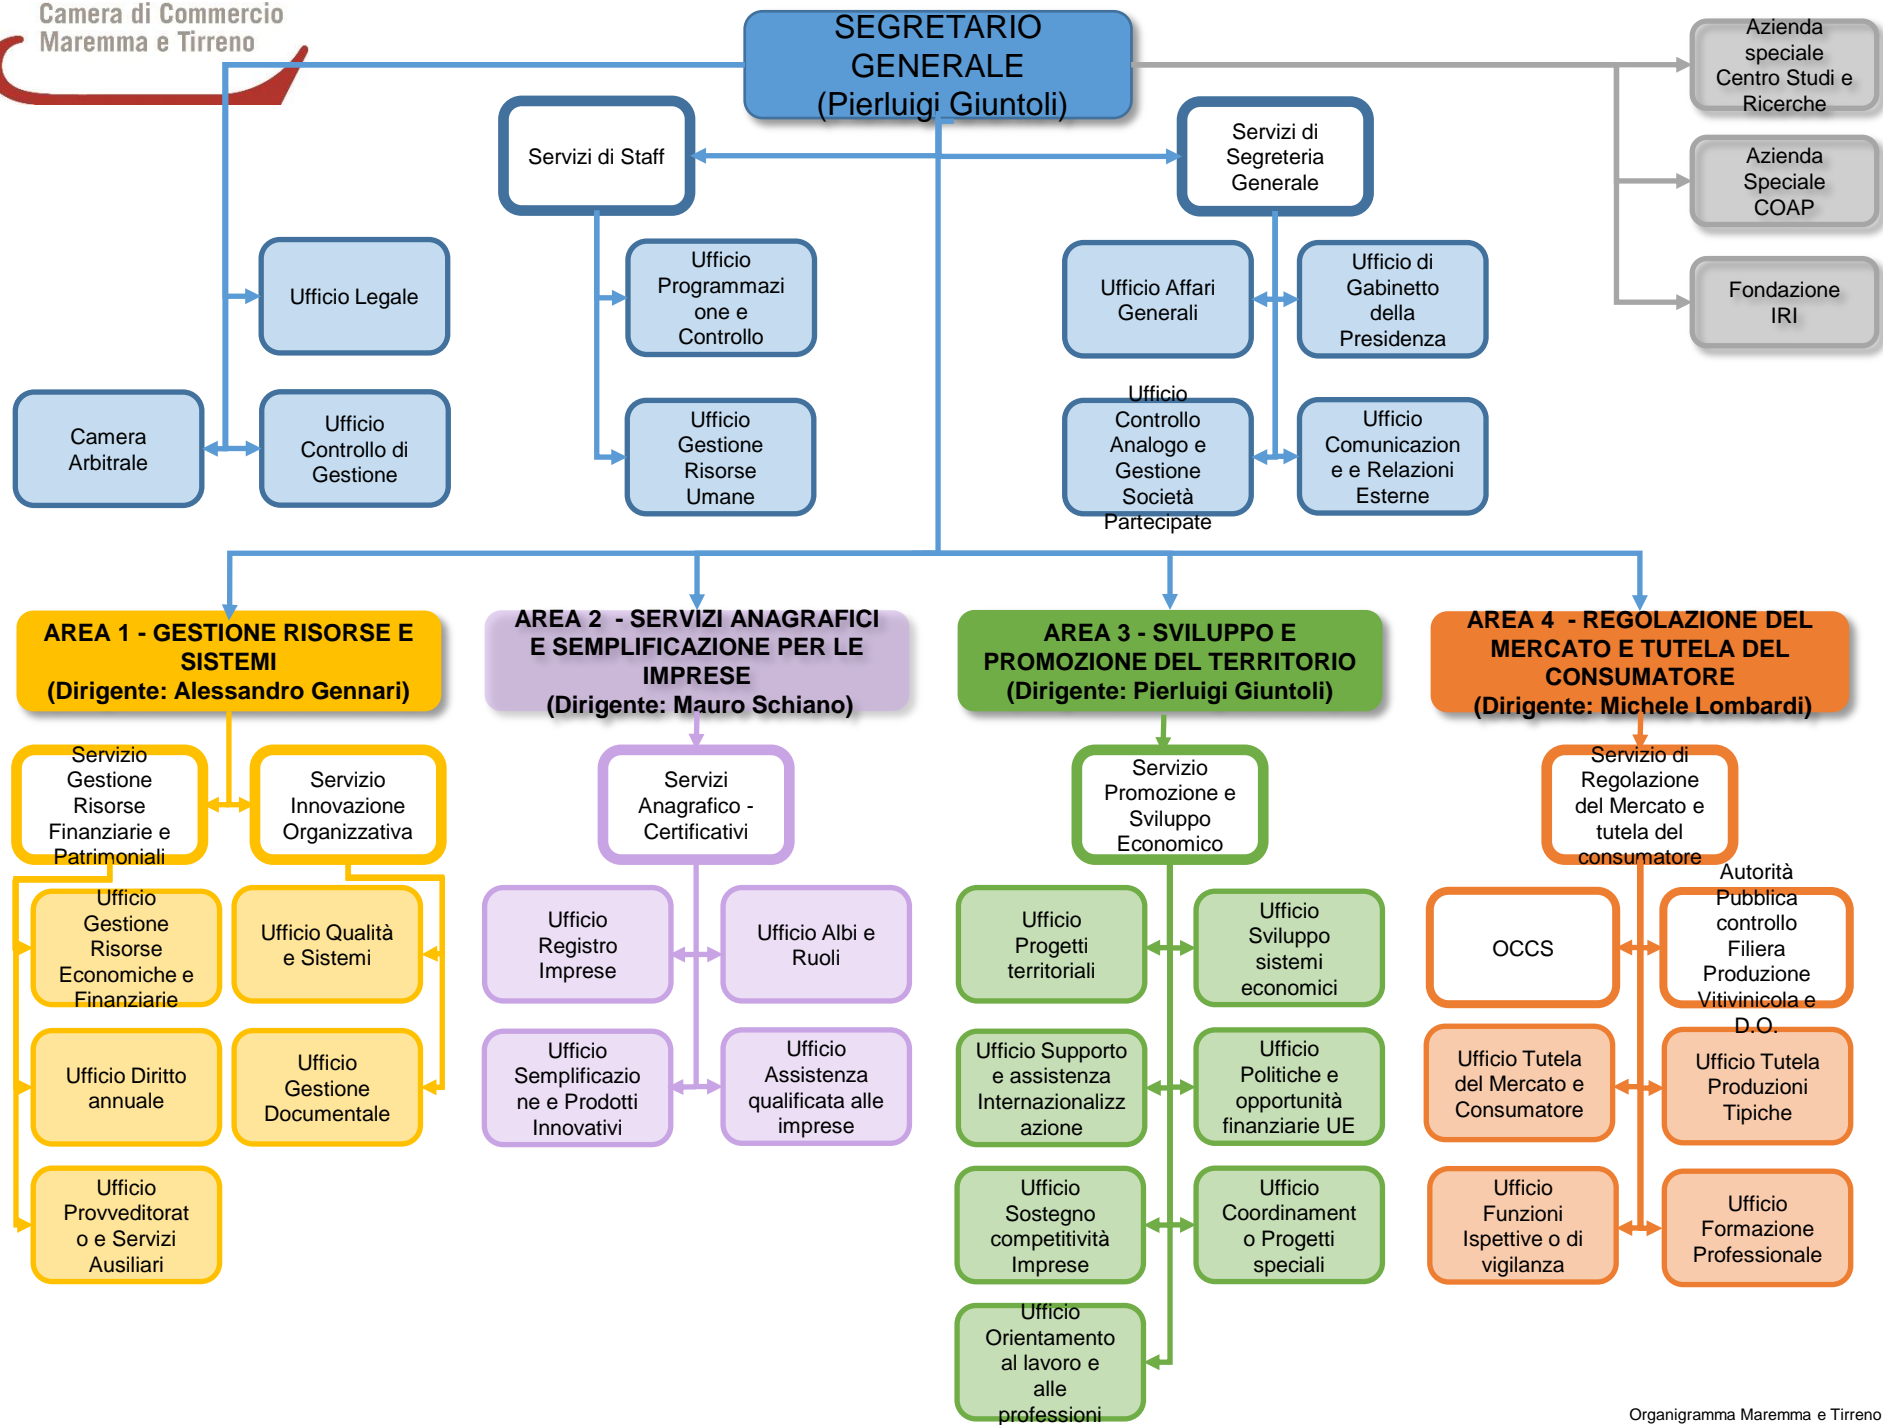 Camera di Commercio
Maremma e Tirreno
SEGRETARIO
GENERALE
(Pierluigi Giuntoli)
Azienda
speciale
Centro Studi e
Ricerche
Servizi di Staff
Servizi di
Segreteria
Generale
Azienda
Speciale
COAP
Ufficio Legale
Ufficio
Programmazi
one e
Controllo
Ufficio Affari
Generali
Ufficio di
Gabinetto
della
Presidenza
Fondazione
IRI
Camera
Arbitrale
Ufficio
Controllo di
Gestione
Ufficio
Gestione
Risorse
Umane
Ufficio
Controllo
Analogo e
Gestione
Società
Partecipate
Ufficio
Comunicazion
e e Relazioni
Esterne
AREA 1 - GESTIONE RISORSE E
SISTEMI
(Dirigente: Alessandro Gennari)
AREA 2 - SERVIZI ANAGRAFICI
E SEMPLIFICAZIONE PER LE
IMPRESE
(Dirigente: Mauro Schiano)
AREA 3 - SVILUPPO E
PROMOZIONE DEL TERRITORIO
(Dirigente: Pierluigi Giuntoli)
AREA 4 - REGOLAZIONE DEL
MERCATO E TUTELA DEL
CONSUMATORE
(Dirigente: Michele Lombardi)
Servizio
Gestione
Risorse
Finanziarie e
Patrimoniali
Servizio
Innovazione
Organizzativa
Servizi
Anagrafico -
Certificativi
Servizio
Promozione e
Sviluppo
Economico
Servizio di
Regolazione
del Mercato e
tutela del
consumatore
Ufficio
Gestione
Risorse
Economiche e
Finanziarie
Ufficio Qualità
e Sistemi
Ufficio
Registro
Imprese
Ufficio Albi e
Ruoli
Ufficio
Progetti
territoriali
Ufficio
Sviluppo
sistemi
economici
OCCS
Autorità
Pubblica
controllo
Filiera
Produzione
Vitivinicola e
D.O.
Ufficio Diritto
annuale
Ufficio
Gestione
Documentale
Ufficio
Semplificazio
ne e Prodotti
Innovativi
Ufficio
Assistenza
qualificata alle
imprese
Ufficio Supporto
e assistenza
Internazionalizz
azione
Ufficio
Politiche e
opportunità
finanziarie UE
Ufficio Tutela
del Mercato e
Consumatore
Ufficio Tutela
Produzioni
Tipiche
Ufficio
Provveditorat
o e Servizi
Ausiliari
Ufficio
Sostegno
competitività
Imprese
Ufficio
Coordinament
o Progetti
speciali
Ufficio
Funzioni
Ispettive o di
vigilanza
Ufficio
Formazione
Professionale
Ufficio
Orientamento
al lavoro e
alle
professioni
Organigramma Maremma e Tirreno